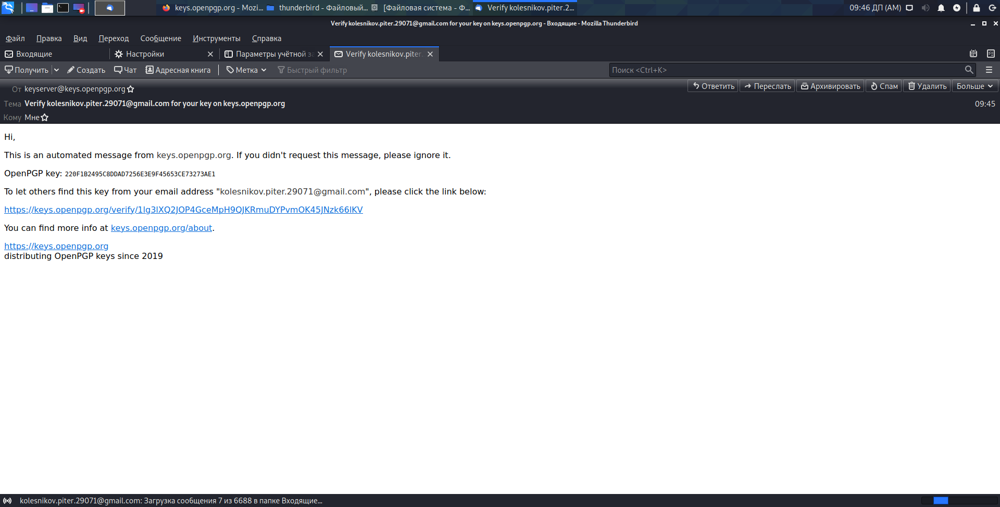 keys.openpgp.org - Mozi... thunderbird - Файловый... [Файловая система - Ф... Verify kolesnikov.piter.2... 09:46 ДП (AM)
Verify kolesnikov.piter.29071@gmail.com for your key on keys.openpgp.org - Входящие - Mozilla Thunderbird
Файл Правка Вид Переход Сообщение Инструменты Справка
Входящие Настройки Параметры учётной за Verify kolesnikov.piter.
Получить Создать Чат Адресная книга Метка Быстрый фильтр Поиск <Ctrl+K>
От keyserver@keys.openpgp.org Ответить Переслать Архивировать Спам Удалить Больше
Тема Verify kolesnikov.piter.29071@gmail.com for your key on keys.openpgp.org 09:45
Кому Мне
Hi,
This is an automated message from keys.openpgp.org. If you didn't request this message, please ignore it.
OpenPGP key: 220F1B2495C8DDAD7256E3E9F45653CE73273AE1
To let others find this key from your email address "kolesnikov.piter.29071@gmail.com", please click the link below:
https://keys.openpgp.org/verify/1lg3lXQ2JOP4GceMpH9QJKRmuDYPvmOK45JNzk66lKV
You can find more info at keys.openpgp.org/about.
https://keys.openpgp.org
distributing OpenPGP keys since 2019
kolesnikov.piter.29071@gmail.com: Загрузка сообщения 7 из 6688 в папке Входящие...